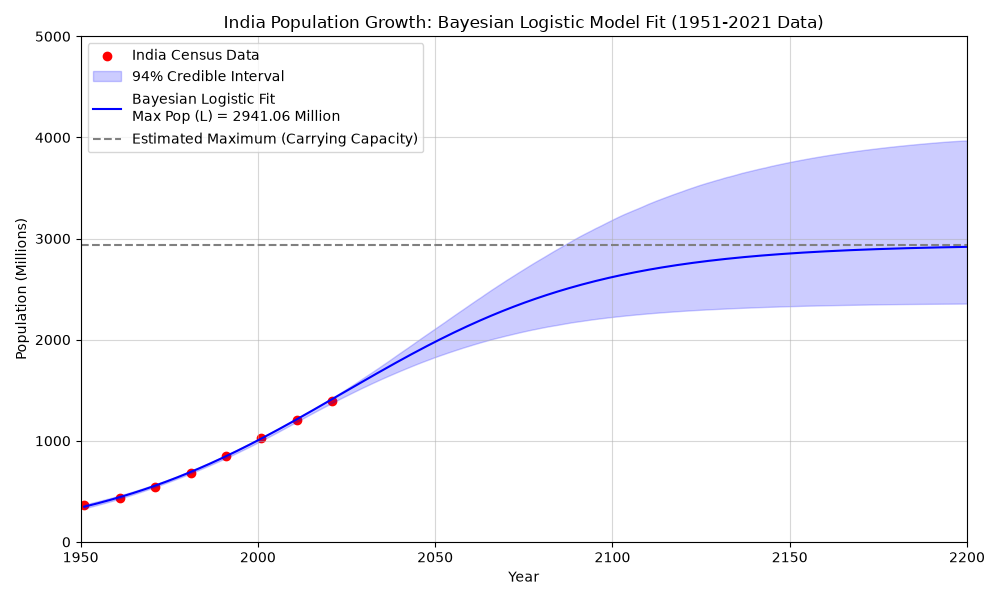 India Population Growth: Bayesian Logistic Model Fit (1951-2021 Data)
India Census Data
94% Credible Interval
Bayesian Logistic Fit
Max Pop (L) = 2941.06 Million
Estimated Maximum (Carrying Capacity)
Population (Millions)
5000
4000
3000
2000
1000
0
1950
2000
2050
2100
2150
2200
Year